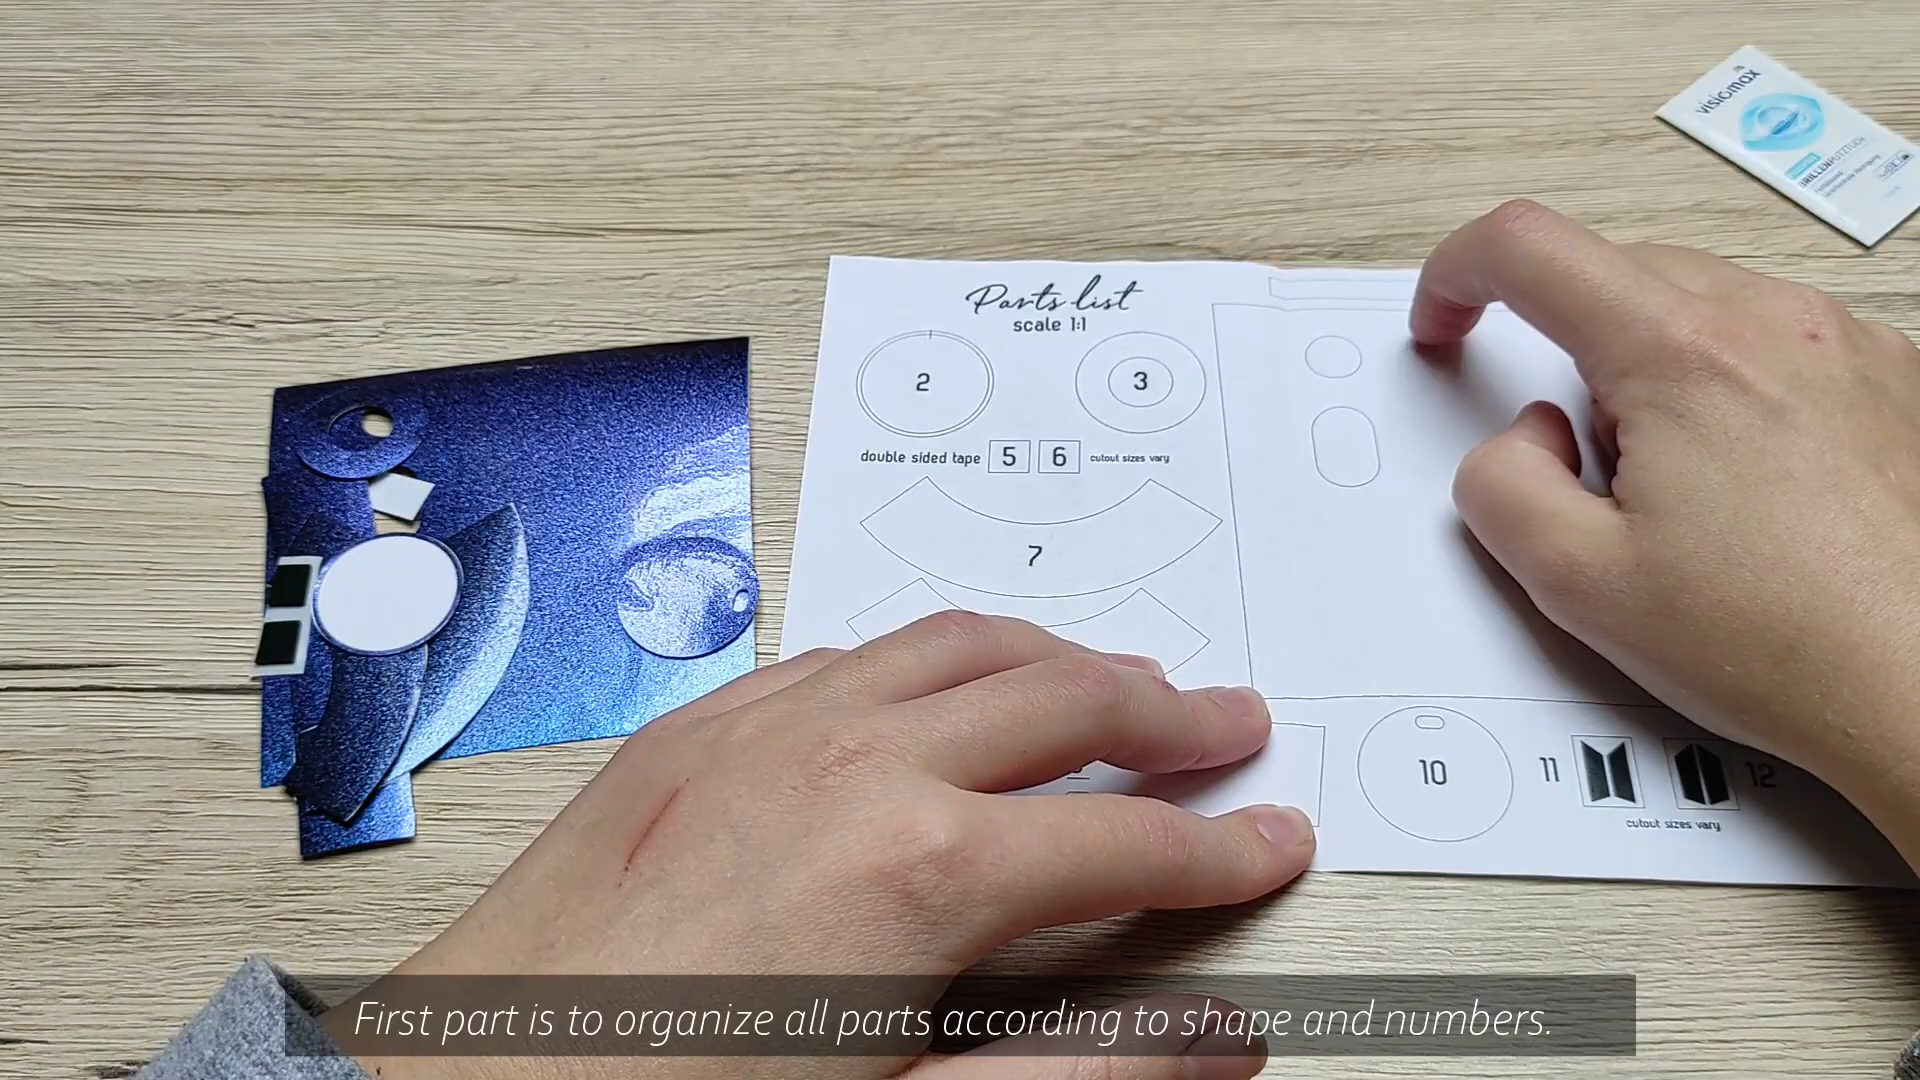 visiomax
BRILLENPUTZTUCH
Parts list
scale 1:1
2
3
double sided tape 5 6 cutout sizes vary
7
10
11
12
cutout sizes vary
First part is to organize all parts according to shape and numbers.